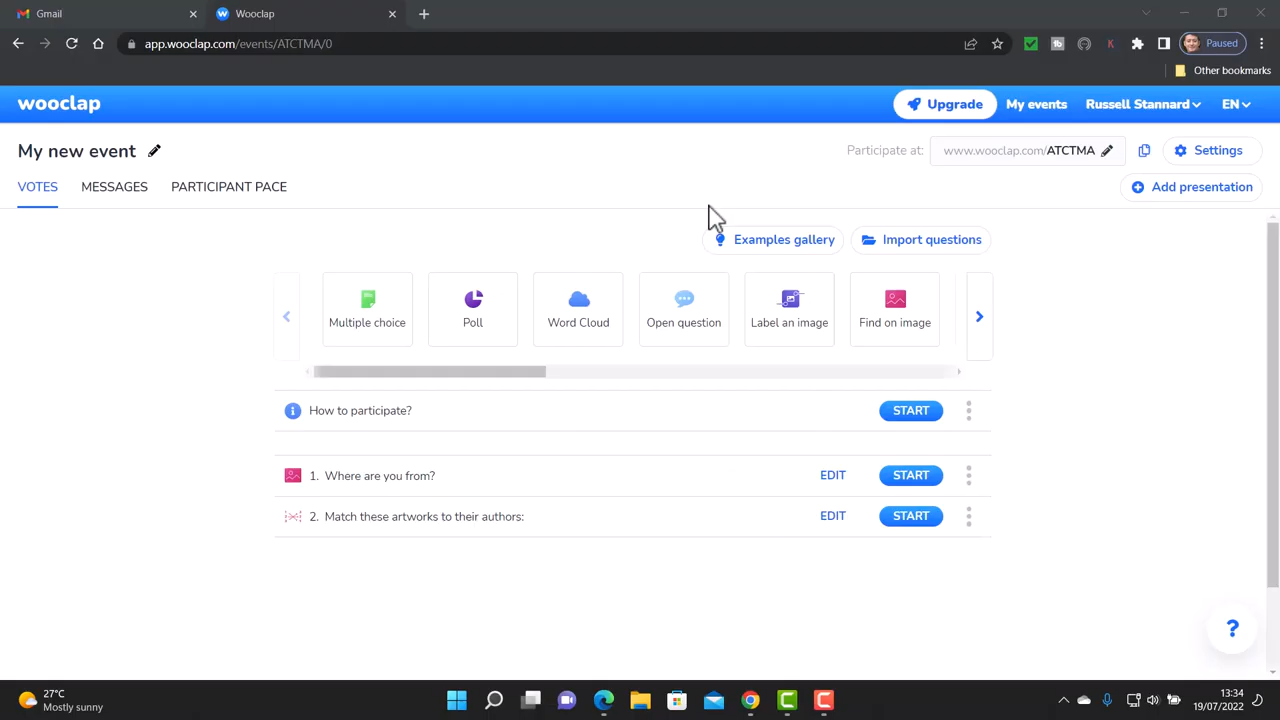 Gmail
Wooclap
app.wooclap.com/events/ATCTMA/0
Paused
Other bookmarks
wooclap
Upgrade
My events
Russell Stannard
EN
My new event
Participate at:
www.wooclap.com/ATCTMA
Settings
VOTES
MESSAGES
PARTICIPANT PACE
Add presentation
Examples gallery
Import questions
Multiple choice
Poll
Word Cloud
Open question
Label an image
Find on image
How to participate?
START
1. Where are you from?
EDIT
START
2. Match these artworks to their authors:
EDIT
START
?
27°C
Mostly sunny
13:34
19/07/2022